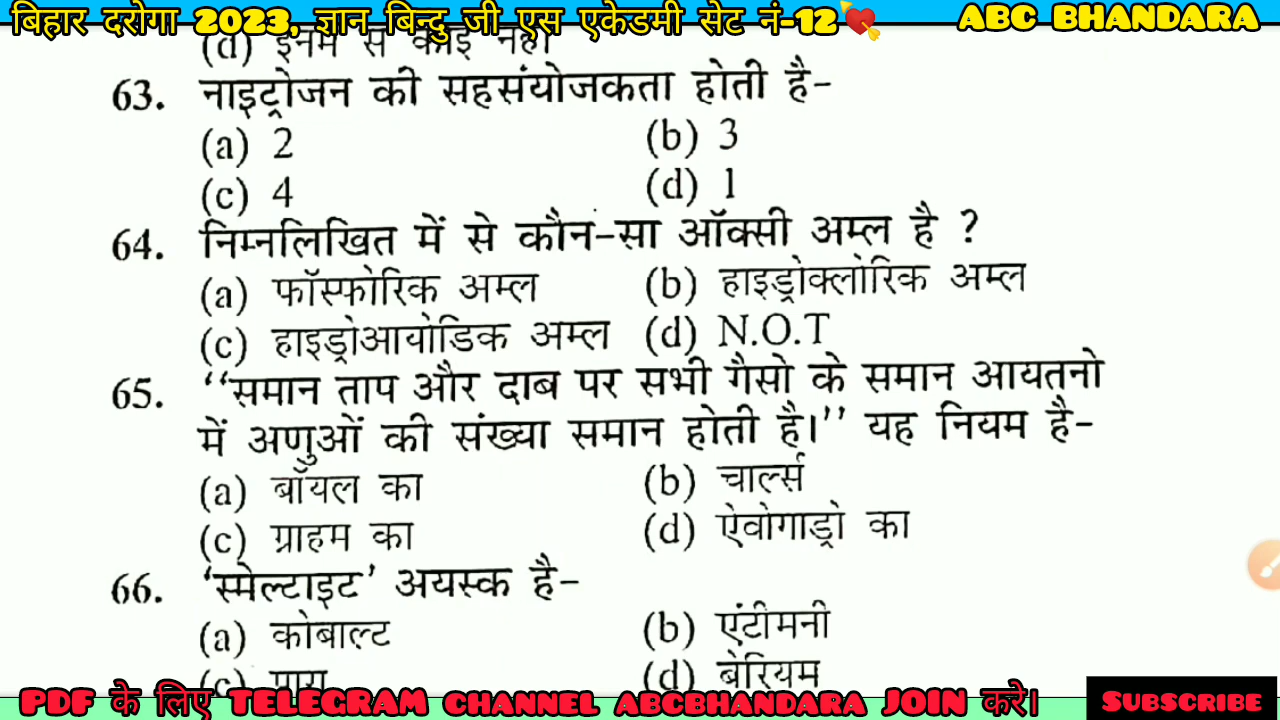 बिहार दरोगा 2023, ज्ञान बिन्दु जी एस एकेडमी सेट नं-12💘 ABC BHANDARA
(d) इनमें से कोई नहीं
63. नाइट्रोजन की सहसंयोजकता होती है-
(a) 2 (b) 3
(c) 4 (d) 1
64. निम्नलिखित में से कौन-सा ऑक्सी अम्ल है ?
(a) फॉस्फोरिक अम्ल (b) हाइड्रोक्लोरिक अम्ल
(c) हाइड्रोआयोडिक अम्ल (d) N.O.T
65. ‘‘समान ताप और दाब पर सभी गैसो के समान आयतनो
में अणुओं की संख्या समान होती है।’’ यह नियम है-
(a) बॉयल का (b) चार्ल्स
(c) ग्राहम का (d) ऐवोगाड्रो का
66. ‘स्मेल्टाइट’ अयस्क है-
(a) कोबाल्ट (b) एंटीमनी
(c) (d) बेरियम
PDF के लिए TELEGRAM CHANNEL ABCBHANDARA JOIN करे। SUBSCRIBE